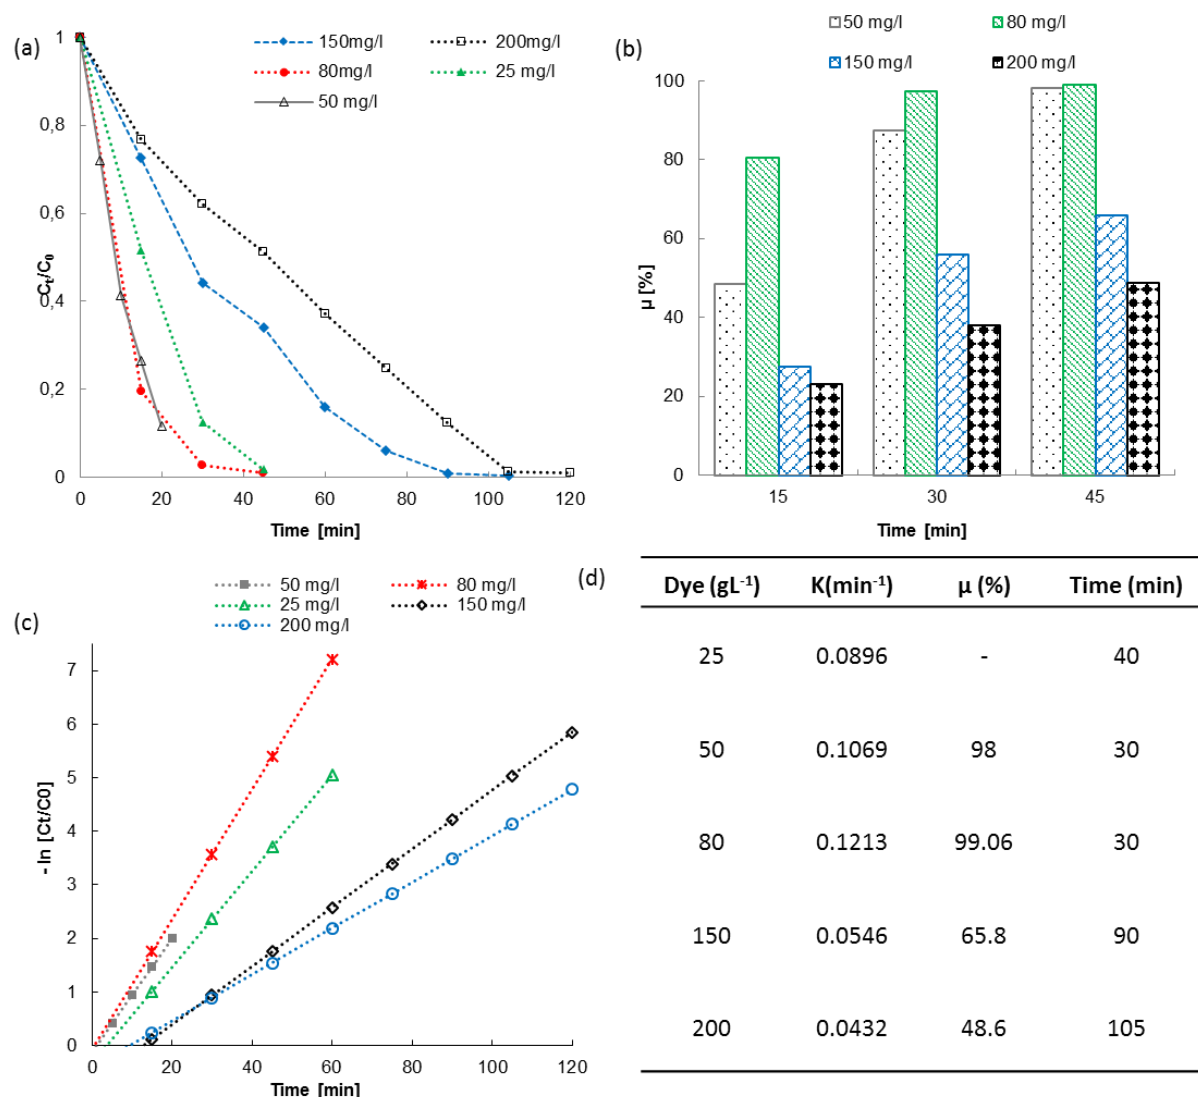 (a)
150mg/l
200mg/l
80mg/l
25 mg/l
50 mg/l
1
0,8
0,6
0,4
0,2
0
Ct/C0
0 20 40 60 80 100 120
Time [min]
(b)
50 mg/l
80 mg/l
150 mg/l
200 mg/l
100
80
60
40
20
0
µ [%]
15 30 45
Time [min]
(c)
50 mg/l
80 mg/l
25 mg/l
150 mg/l
200 mg/l
7
6
5
4
3
2
1
0
- ln [Ct/C0]
0 20 40 60 80 100 120
Time [min]
(d)
Dye (gL⁻¹) K(min⁻¹) µ (%) Time (min)
25 0.0896 - 40
50 0.1069 98 30
80 0.1213 99.06 30
150 0.0546 65.8 90
200 0.0432 48.6 105